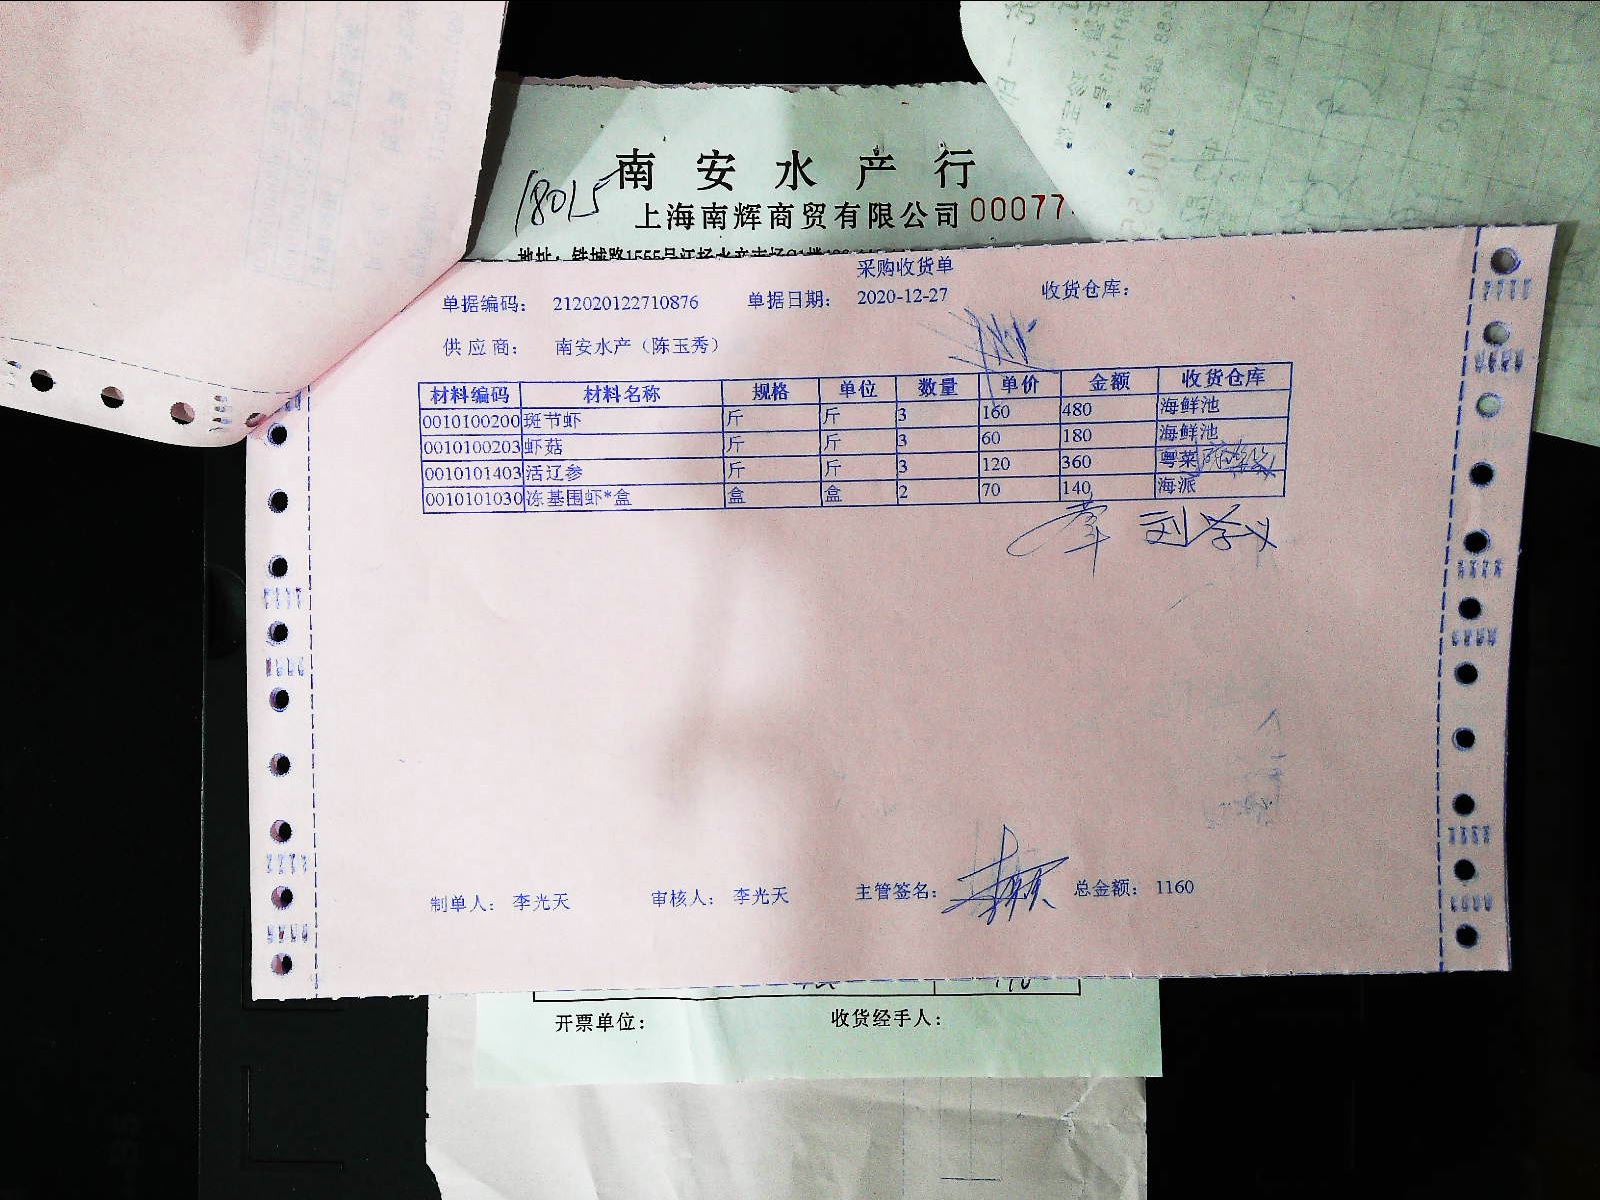 南安水产行
18015
上海南辉商贸有限公司 000077
采购收货单
单据编码： 212020122710876 单据日期： 2020-12-27 收货仓库：
供应商： 南安水产（陈玉秀）
材料编码 材料名称 规格 单位 数量 单价 金额 收货仓库
0010100200 斑节虾 斤 斤 3 160 480 海鲜池
0010100203 虾菇 斤 斤 3 60 180 海鲜池
0010101403 活辽参 斤 斤 3 120 360 粤菜
0010101030 冻基围虾*盒 盒 盒 2 70 140 海派
制单人： 李光天 审核人： 李光天 主管签名： 总金额： 1160
开票单位： 收货经手人：